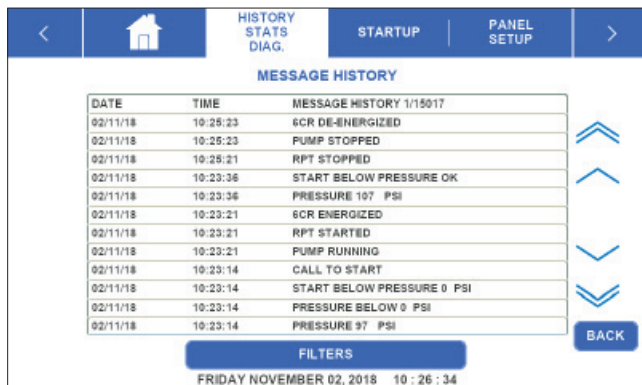 HISTORY
STATS
DIAG.
STARTUP
PANEL
SETUP
MESSAGE HISTORY
DATE TIME MESSAGE HISTORY 1/15017
02/11/18 10:25:23 6CR DE-ENERGIZED
02/11/18 10:25:23 PUMP STOPPED
02/11/18 10:25:21 RPT STOPPED
02/11/18 10:23:36 START BELOW PRESSURE OK
02/11/18 10:23:36 PRESSURE 107 PSI
02/11/18 10:23:21 6CR ENERGIZED
02/11/18 10:23:21 RPT STARTED
02/11/18 10:23:21 PUMP RUNNING
02/11/18 10:23:14 CALL TO START
02/11/18 10:23:14 START BELOW PRESSURE 0 PSI
02/11/18 10:23:14 PRESSURE BELOW 0 PSI
02/11/18 10:23:14 PRESSURE 97 PSI
BACK
FILTERS
FRIDAY NOVEMBER 02, 2018 10 : 26 : 34